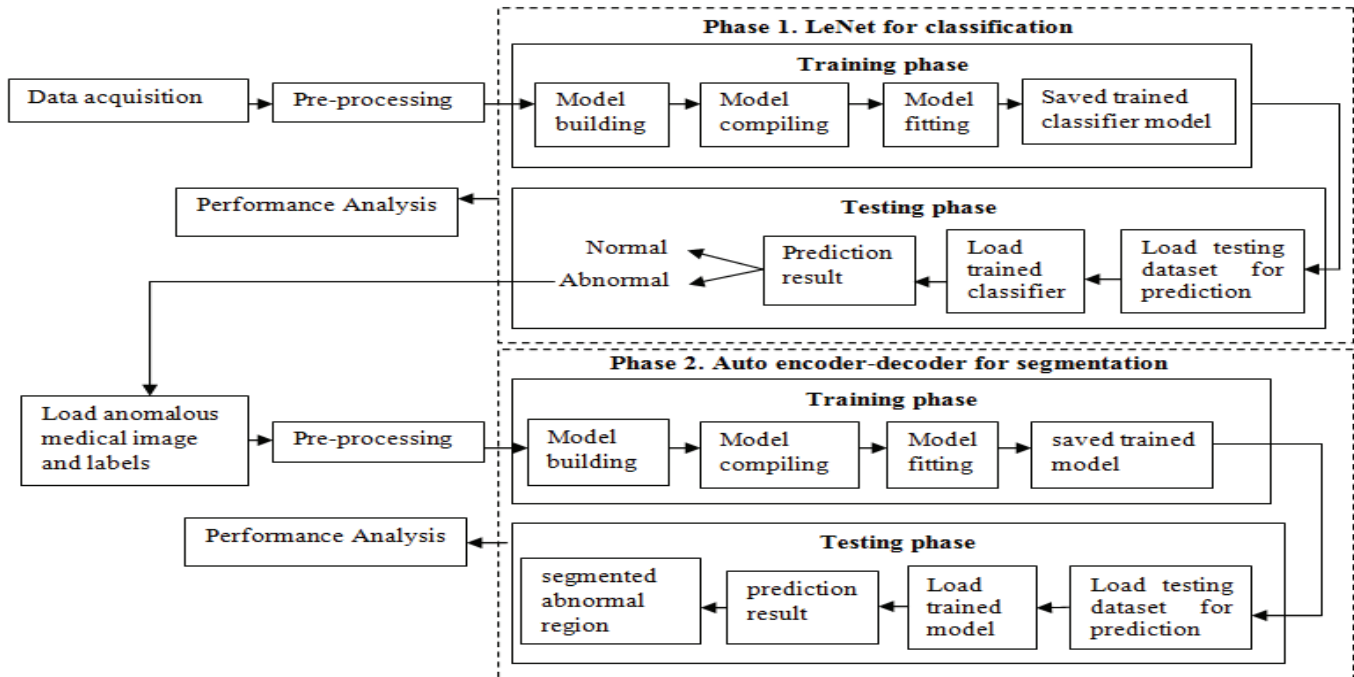 Phase 1. LeNet for classification
Training phase
Data acquisition
Pre-processing
Model
building
Model
compiling
Model
fitting
Saved trained
classifier model
Performance Analysis
Testing phase
Normal
Abnormal
Prediction
result
Load
trained
classifier
Load testing
dataset for
prediction
Phase 2. Auto encoder-decoder for segmentation
Training phase
Load anomalous
medical image
and labels
Pre-processing
Model
building
Model
compiling
Model
fitting
saved trained
model
Performance Analysis
Testing phase
segmented
abnormal
region
prediction
result
Load
trained
model
Load testing
dataset for
prediction